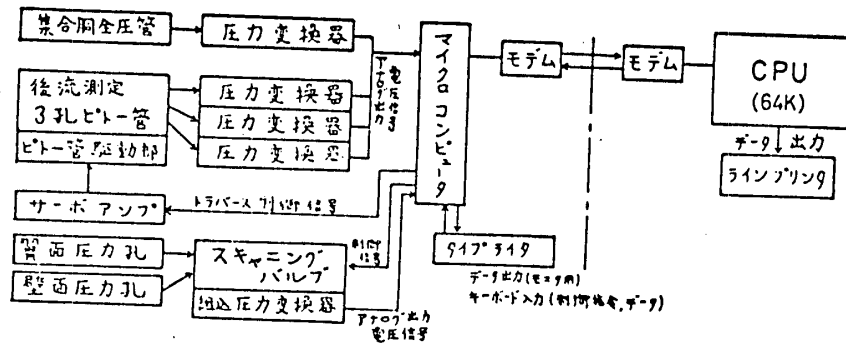 集合胴全圧管
圧力変換器
後流測定
3孔ピトー管
ピトー管駆動部
圧力変換器
圧力変換器
圧力変換器
アナログ出力
電圧信号
マイクロコンピュータ
モデム
モデム
CPU
(64K)
データ出力
ラインプリンタ
サーボアンプ
トラバース制御信号
翼面圧力孔
壁面圧力孔
スキャニング
バルブ
組込圧力変換器
制御
信号
アナログ出力
電圧信号
タイプライタ
データ出力(モニタ用)
キーボード入力(制御指令,データ)